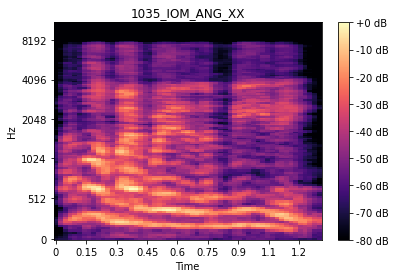 1035_IOM_ANG_XX
+0 dB
8192
-10 dB
4096
-20 dB
-30 dB
2048
Hz
-40 dB
1024
-50 dB
512
-60 dB
-70 dB
0
-80 dB
0 0.15 0.3 0.45 0.6 0.75 0.9 1.1 1.2
Time